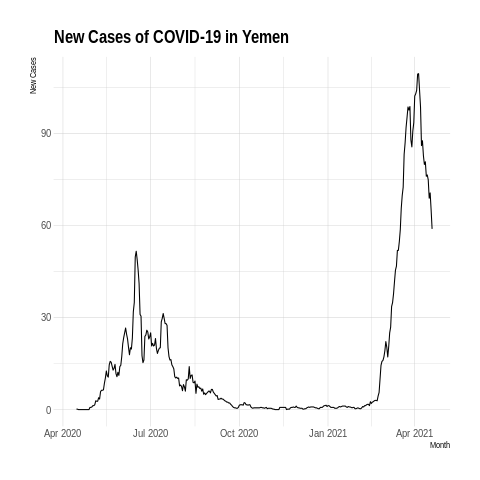 New Cases of COVID-19 in Yemen
New Cases
90
60
30
0
Apr 2020
Jul 2020
Oct 2020
Jan 2021
Apr 2021
Month